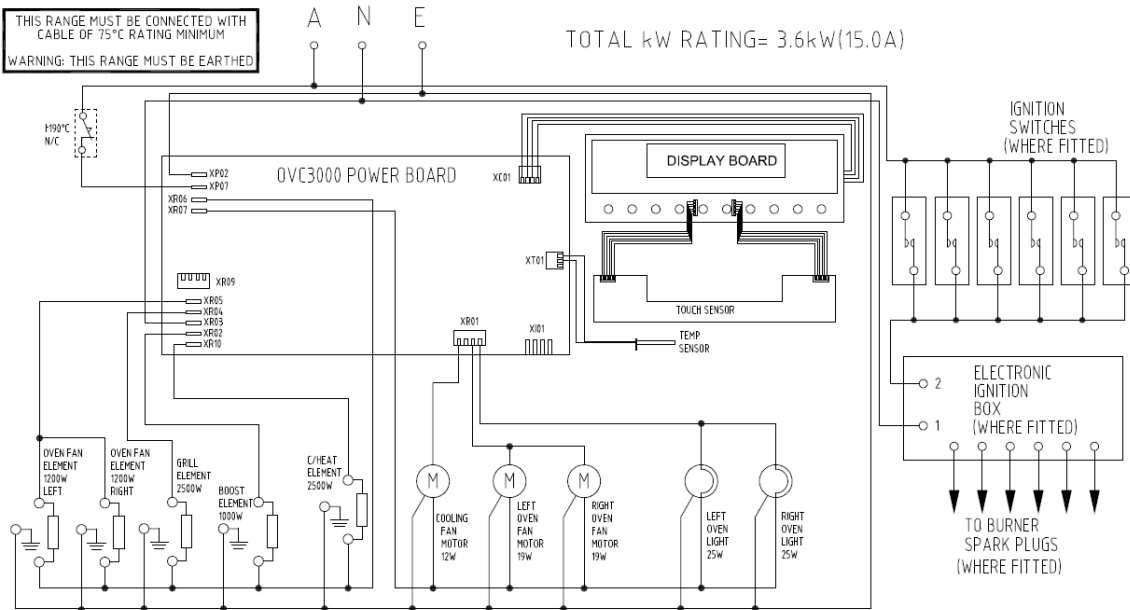 THIS RANGE MUST BE CONNECTED WITH
CABLE OF 75°C RATING MINIMUM
WARNING: THIS RANGE MUST BE EARTHED
A N E
TOTAL kW RATING= 3.6kW(15.0A)
M90°C
N/C
OVC3000 POWER BOARD
XP02
XP07
XR06
XR07
XC01
DISPLAY BOARD
IGNITION
SWITCHES
(WHERE FITTED)
XT01
XR09
XR05
XR04
XR03
XR02
XR10
XR01
XI01
TOUCH SENSOR
TEMP
SENSOR
2
1
ELECTRONIC
IGNITION
BOX
(WHERE FITTED)
OVEN FAN
ELEMENT
1200W
LEFT
OVEN FAN
ELEMENT
1200W
RIGHT
GRILL
ELEMENT
2500W
BOOST
ELEMENT
1000W
C/HEAT
ELEMENT
2500W
M
COOLING
FAN
MOTOR
12W
M
LEFT
OVEN
FAN
MOTOR
19W
M
RIGHT
OVEN
FAN
MOTOR
19W
LEFT
OVEN
LIGHT
25W
RIGHT
OVEN
LIGHT
25W
TO BURNER
SPARK PLUGS
(WHERE FITTED)